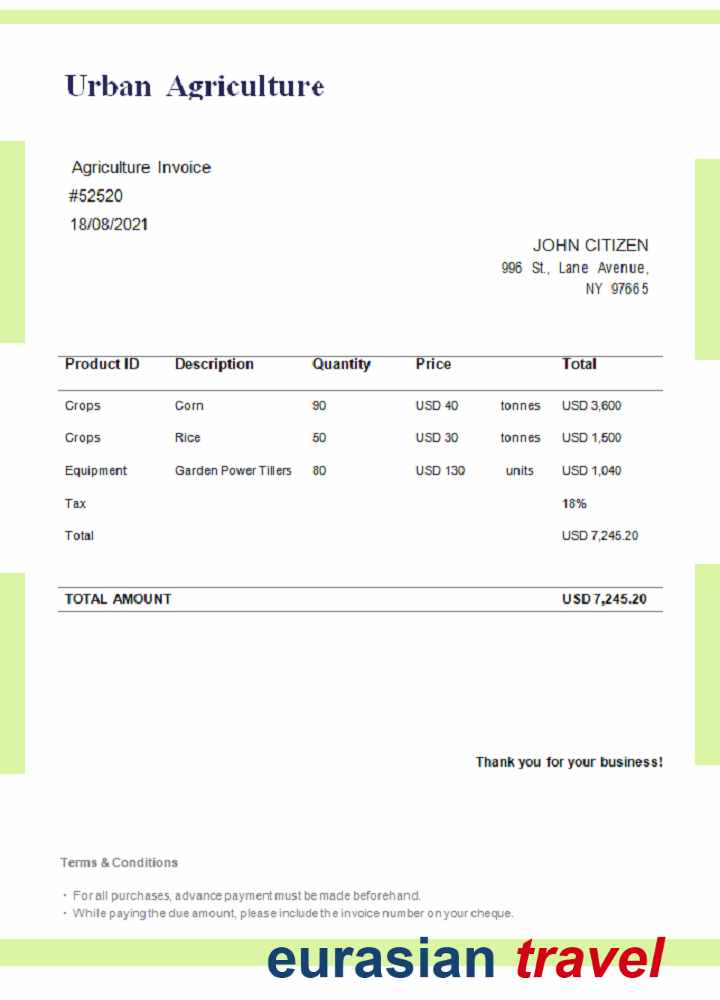 Urban Agriculture
Agriculture Invoice
#52520
18/08/2021
JOHN CITIZEN
996 St., Lane Avenue,
NY 97665
Product ID Description Quantity Price Total
Crops Corn 90 USD 40 tonnes USD 3,600
Crops Rice 50 USD 30 tonnes USD 1,500
Equipment Garden Power Tillers 80 USD 130 units USD 1,040
Tax 18%
Total USD 7,245.20
TOTAL AMOUNT USD 7,245.20
Thank you for your business!
Terms & Conditions
• For all purchases, advance payment must be made beforehand.
• While paying the due amount, please include the invoice number on your cheque.
eurasian travel